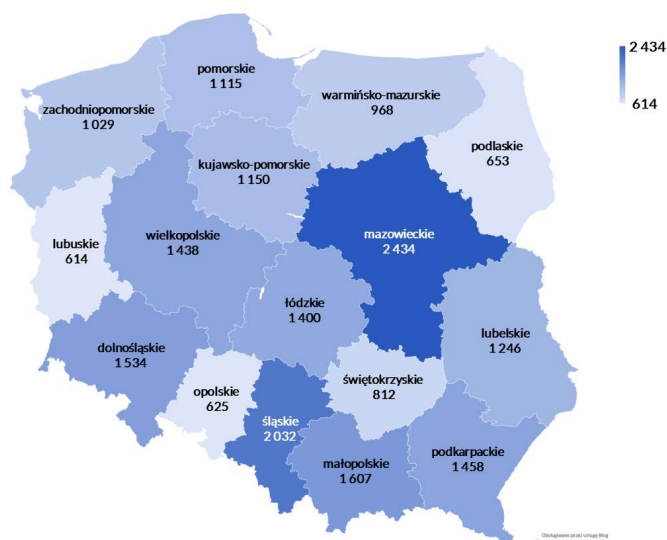 2 434
614
pomorskie
1 115
warmińsko-mazurskie
968
zachodniopomorskie
1 029
podlaskie
653
kujawsko-pomorskie
1 150
mazowieckie
2 434
wielkopolskie
1 438
lubuskie
614
łódzkie
1 400
lubelskie
1 246
dolnośląskie
1 534
świętokrzyskie
812
opolskie
625
śląskie
2 032
podkarpackie
1 458
małopolskie
1 607
Obsługiwane przez usługę Bing